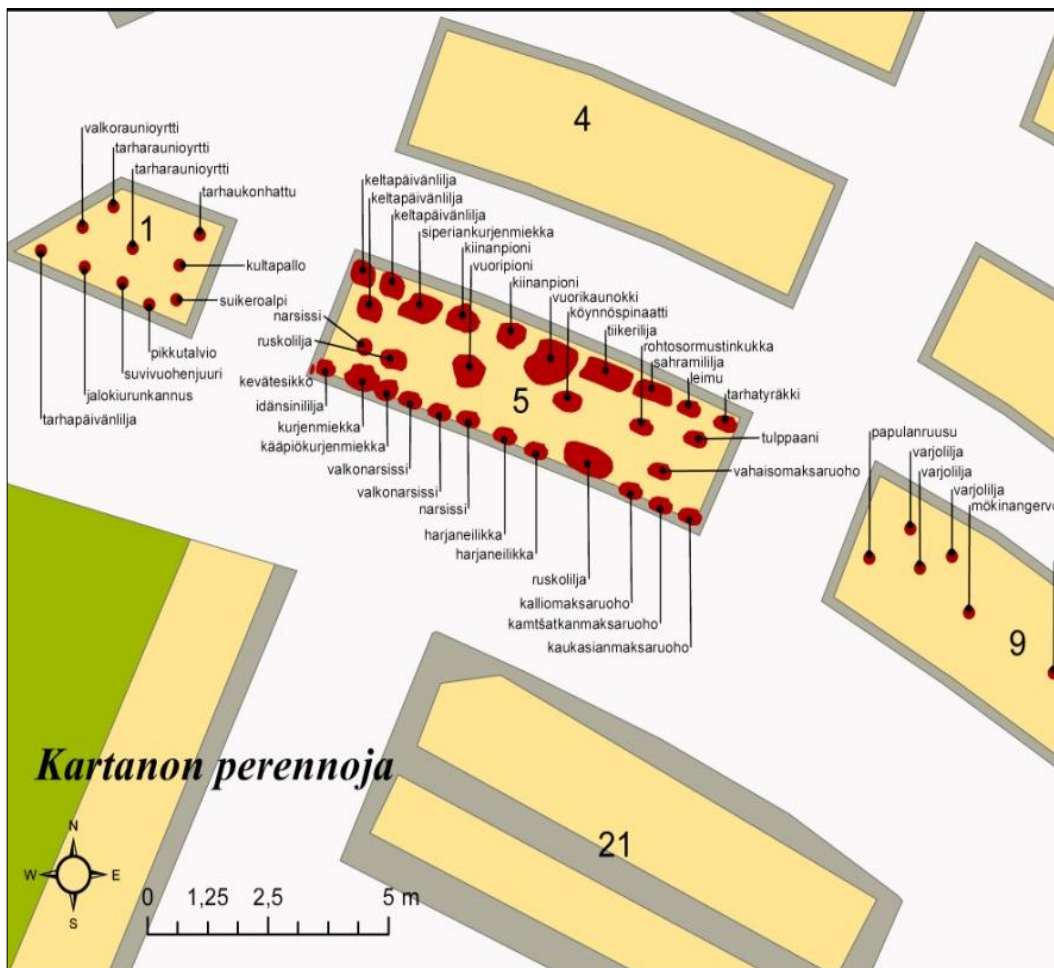 4
valkoraunioyrtti
tarharaunioyrtti
tarharaunioyrtti
tarhaukonhattu
1
kultapallo
suikeroalpi
pikkutalvio
suvivuohenjuuri
jalokiurunkannus
tarhapäivänlilja
keltapäivänlilja
keltapäivänlilja
keltapäivänlilja
siperiankurjenmiekka
kiinanpioni
vuoripioni
kiinanpioni
vuorikaunokki
köynnöspinaatti
tiikerilija
rohtosormustinkukka
sahramililja
leimu
tarhatyräkki
narsissi
ruskolilja
kevätesikko
idänsinililja
kurjenmiekka
kääpiökurjenmiekka
valkonarsissi
valkonarsissi
narsissi
harjaneilikka
harjaneilikka
ruskolilja
kalliomaksaruoho
kamtšatkanmaksaruoho
kaukasianmaksaruoho
5
tulppaani
vahaisomaksaruoho
papulanruusu
varjolilja
varjolilja
varjolilja
mökinangervo
9
21
Kartanon perennoja
N
W E
S
0 1,25 2,5 5 m